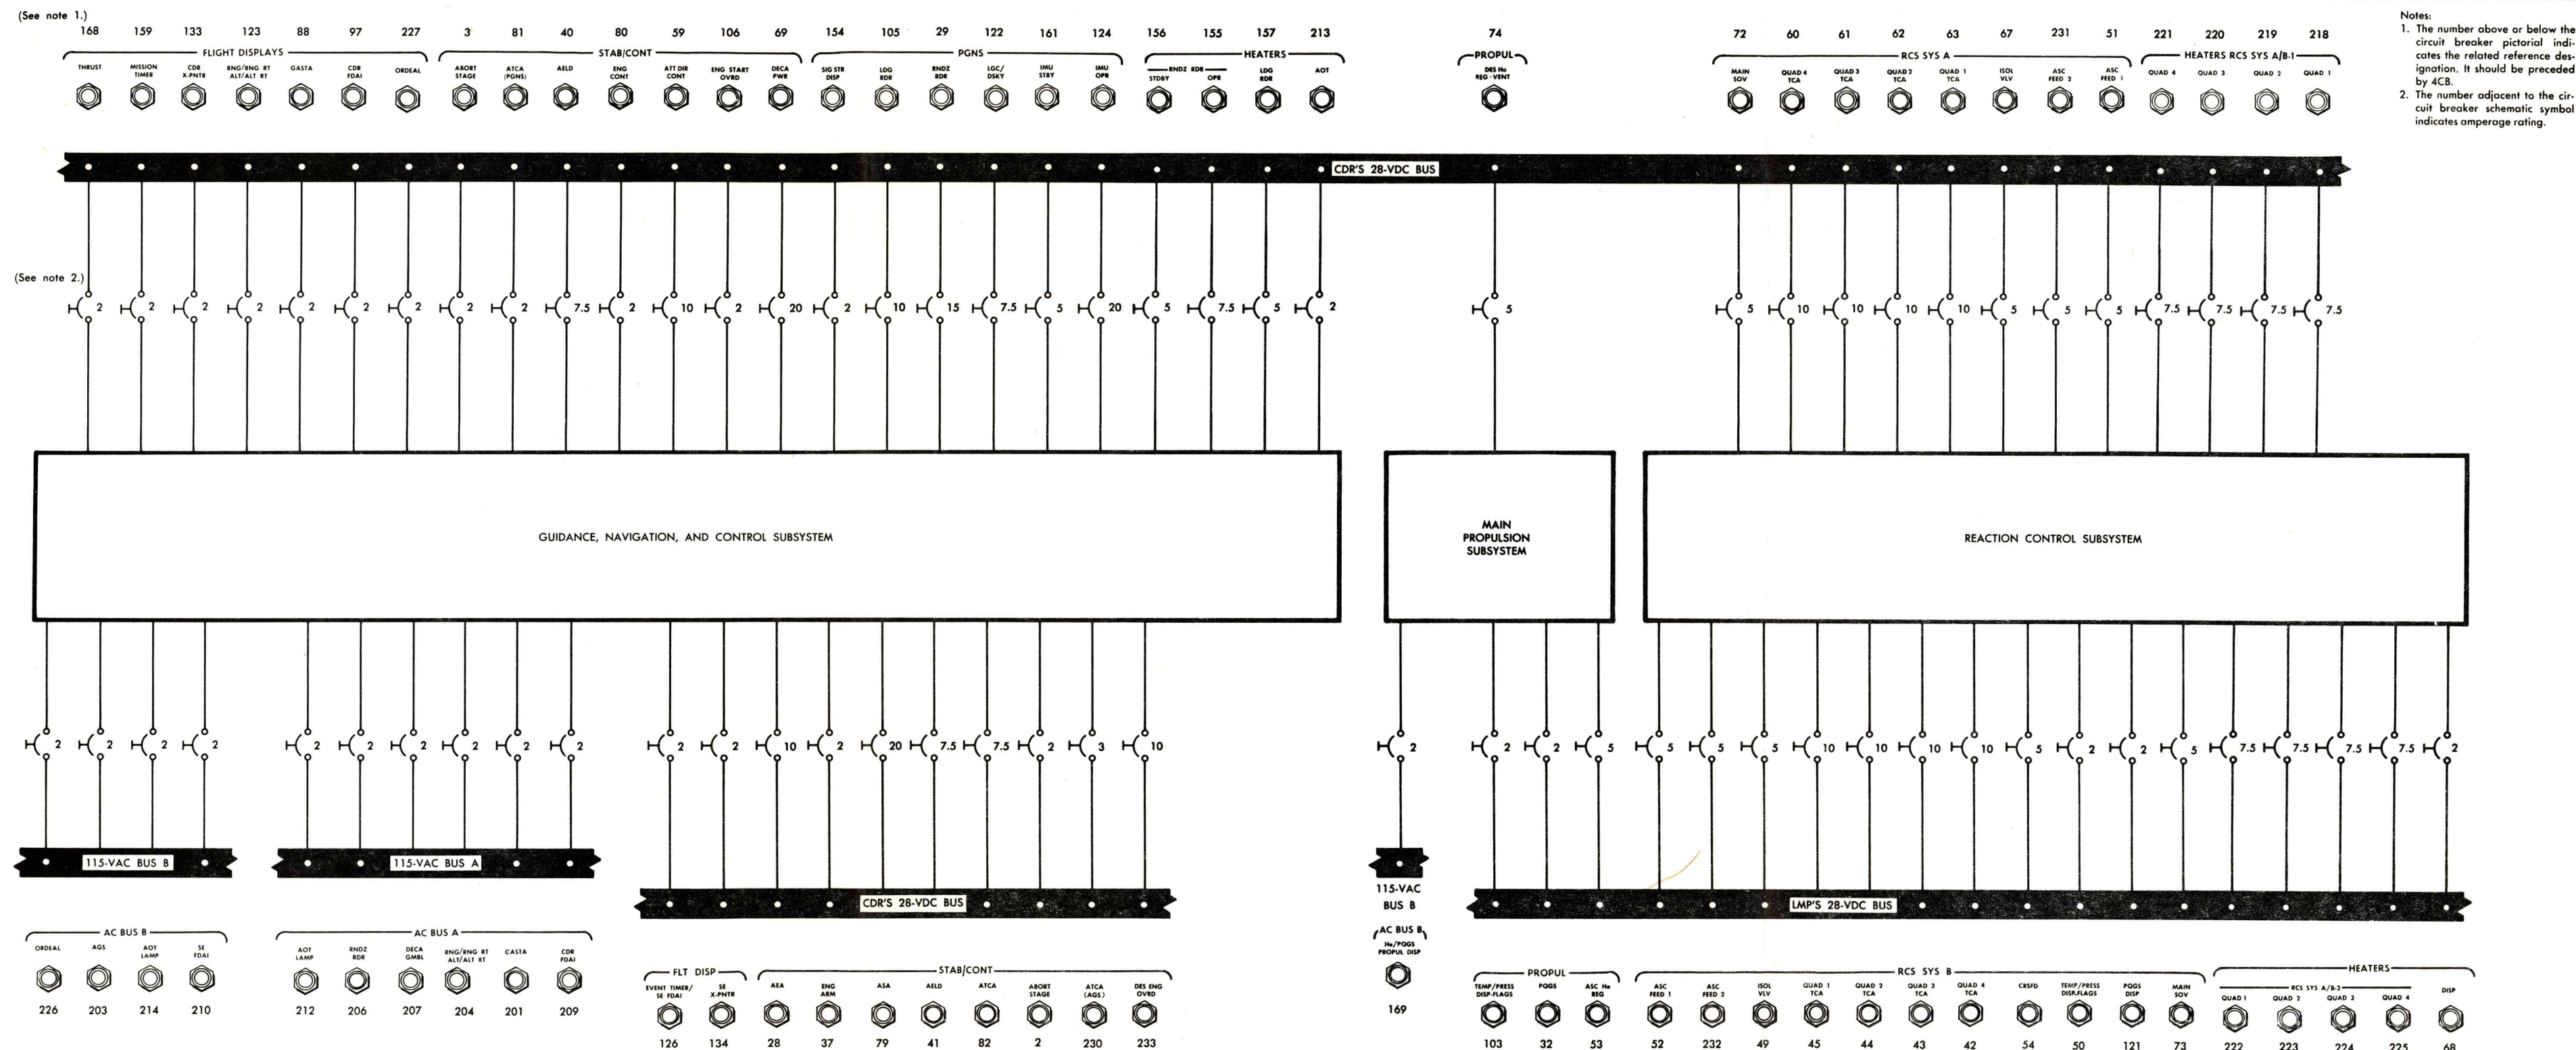 (See note 1.)
168 159 133 123 88 97 227 3 81 40 80 59 106 69 154 105 29 122 161 124 156 155 157 213 74 72 60 61 62 63 67 231 51 221 220 219 218
FLIGHT DISPLAYS STAB/CONT PGNS HEATERS PROPUL RCS SYS A HEATERS RCS SYS A/B-1
THRUST
MISSION
TIMER
CDR
X-PNTR
RNG/RNG RT
ALT/ALT RT
GASTA
CDR
FDAI
ORDEAL
ABORT
STAGE
ATCA
(PGNS)
AELD
ENG
CONT
ATT DIR
CONT
ENG START
OVRD
DECA
PWR
SIG STR
DISP
LDG
RDR
RNDZ
RDR
LGC/
DSKY
IMU
STBY
IMU
OPR
RNDZ RDR
STDBY OPR
LDG
RDR
AOT
DES He
REG-VENT
MAIN
SOV
QUAD 4
TCA
QUAD 3
TCA
QUAD 2
TCA
QUAD 1
TCA
ISOL
VLV
ASC
FEED 2
ASC
FEED 1
QUAD 4
QUAD 3
QUAD 2
QUAD 1
Notes:
1. The number above or below the
circuit breaker pictorial indi-
cates the related reference des-
ignation. It should be preceded
by 4CB.
2. The number adjacent to the cir-
cuit breaker schematic symbol
indicates amperage rating.
CDR'S 28-VDC BUS
(See note 2.)
2 2 2 2 2 2 2 2 2 7.5 2 10 2 20 2 10 15 7.5 5 20 5 7.5 5 2 5 5 10 10 10 10 5 5 5 7.5 7.5 7.5 7.5
GUIDANCE, NAVIGATION, AND CONTROL SUBSYSTEM
MAIN
PROPULSION
SUBSYSTEM
REACTION CONTROL SUBSYSTEM
2 2 2 2 2 2 2 2 2 2 2 2 10 2 20 7.5 7.5 2 3 10 2 2 2 5 5 5 5 10 10 10 10 5 2 2 5 7.5 7.5 7.5 7.5 2
115-VAC BUS B
115-VAC BUS A
CDR'S 28-VDC BUS
115-VAC
BUS B
LMP'S 28-VDC BUS
AC BUS B
ORDEAL
AGS
AOT
LAMP
SE
FDAI
226 203 214 210
AC BUS A
AOT
LAMP
RNDZ
RDR
DECA
GMBL
RNG/RNG RT
ALT/ALT RT
GASTA
CDR
FDAI
212 206 207 204 201 209
FLT DISP
EVENT TIMER/
SE FDAI
SE
X-PNTR
126 134
STAB/CONT
AEA
ENG
ARM
ASA
AELD
ATCA
ABORT
STAGE
ATCA
(AGS)
DES ENG
OVRD
28 37 79 41 82 2 230 233
AC BUS B
He/PQGS
PROPUL DISP
169
PROPUL
TEMP/PRESS
DISP-FLAGS
PQGS
ASC He
REG
103 32 53
RCS SYS B
ASC
FEED 1
ASC
FEED 2
ISOL
VLV
QUAD 1
TCA
QUAD 2
TCA
QUAD 3
TCA
QUAD 4
TCA
CRSFD
TEMP/PRESS
DISP.FLAGS
PQGS
DISP
MAIN
SOV
52 232 49 45 44 43 42 54 50 121 73
HEATERS
RCS SYS A/B-2
QUAD 1 QUAD 2 QUAD 3 QUAD 4
DISP
222 223 224 225 68